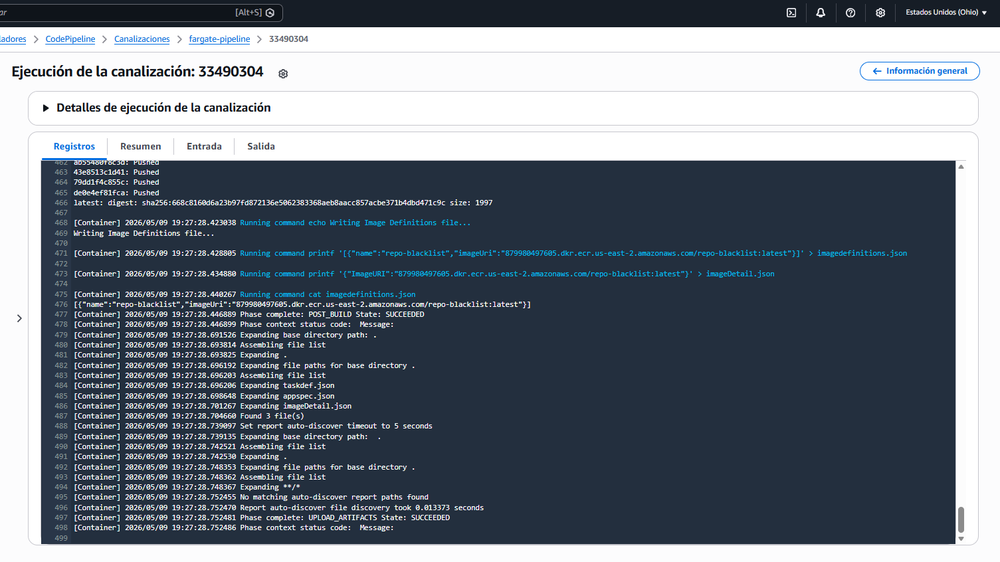 ar [Alt+S] Estados Unidos (Ohio)
adores CodePipeline Canalizaciones fargate-pipeline 33490304
Ejecución de la canalización: 33490304
Información general
Detalles de ejecución de la canalización
Registros Resumen Entrada Salida
462 ab55480f8c3d: Pushed
463 43e8513c1d41: Pushed
464 79dd1f4c855c: Pushed
465 de0e4ef81fca: Pushed
466 latest: digest: sha256:668c8160d6a23b97fd872136e5062383368aeb8aacc857acbe371b4dbd471c9c size: 1997
467
468 [Container] 2026/05/09 19:27:28.423038 Running command echo Writing Image Definitions file...
469 Writing Image Definitions file...
470
471 [Container] 2026/05/09 19:27:28.428805 Running command printf '[{"name":"repo-blacklist","imageUri":"879980497605.dkr.ecr.us-east-2.amazonaws.com/repo-blacklist:latest"}]' > imagedefinitions.json
472
473 [Container] 2026/05/09 19:27:28.434880 Running command printf '{"ImageURI":"879980497605.dkr.ecr.us-east-2.amazonaws.com/repo-blacklist:latest"}' > imageDetail.json
474
475 [Container] 2026/05/09 19:27:28.440267 Running command cat imagedefinitions.json
476 [{"name":"repo-blacklist","imageUri":"879980497605.dkr.ecr.us-east-2.amazonaws.com/repo-blacklist:latest"}]
477 [Container] 2026/05/09 19:27:28.446889 Phase complete: POST_BUILD State: SUCCEEDED
478 [Container] 2026/05/09 19:27:28.446899 Phase context status code:  Message:
479 [Container] 2026/05/09 19:27:28.691526 Expanding base directory path: .
480 [Container] 2026/05/09 19:27:28.693814 Assembling file list
481 [Container] 2026/05/09 19:27:28.693825 Expanding .
482 [Container] 2026/05/09 19:27:28.696192 Expanding file paths for base directory .
483 [Container] 2026/05/09 19:27:28.696203 Assembling file list
484 [Container] 2026/05/09 19:27:28.696206 Expanding taskdef.json
485 [Container] 2026/05/09 19:27:28.698648 Expanding appspec.json
486 [Container] 2026/05/09 19:27:28.701267 Expanding imageDetail.json
487 [Container] 2026/05/09 19:27:28.704660 Found 3 file(s)
488 [Container] 2026/05/09 19:27:28.739097 Set report auto-discover timeout to 5 seconds
489 [Container] 2026/05/09 19:27:28.739135 Expanding base directory path:  .
490 [Container] 2026/05/09 19:27:28.742521 Assembling file list
491 [Container] 2026/05/09 19:27:28.742530 Expanding .
492 [Container] 2026/05/09 19:27:28.748353 Expanding file paths for base directory .
493 [Container] 2026/05/09 19:27:28.748362 Assembling file list
494 [Container] 2026/05/09 19:27:28.748367 Expanding **/*
495 [Container] 2026/05/09 19:27:28.752455 No matching auto-discover report paths found
496 [Container] 2026/05/09 19:27:28.752470 Report auto-discover file discovery took 0.013373 seconds
497 [Container] 2026/05/09 19:27:28.752481 Phase complete: UPLOAD_ARTIFACTS State: SUCCEEDED
498 [Container] 2026/05/09 19:27:28.752486 Phase context status code:  Message:
499